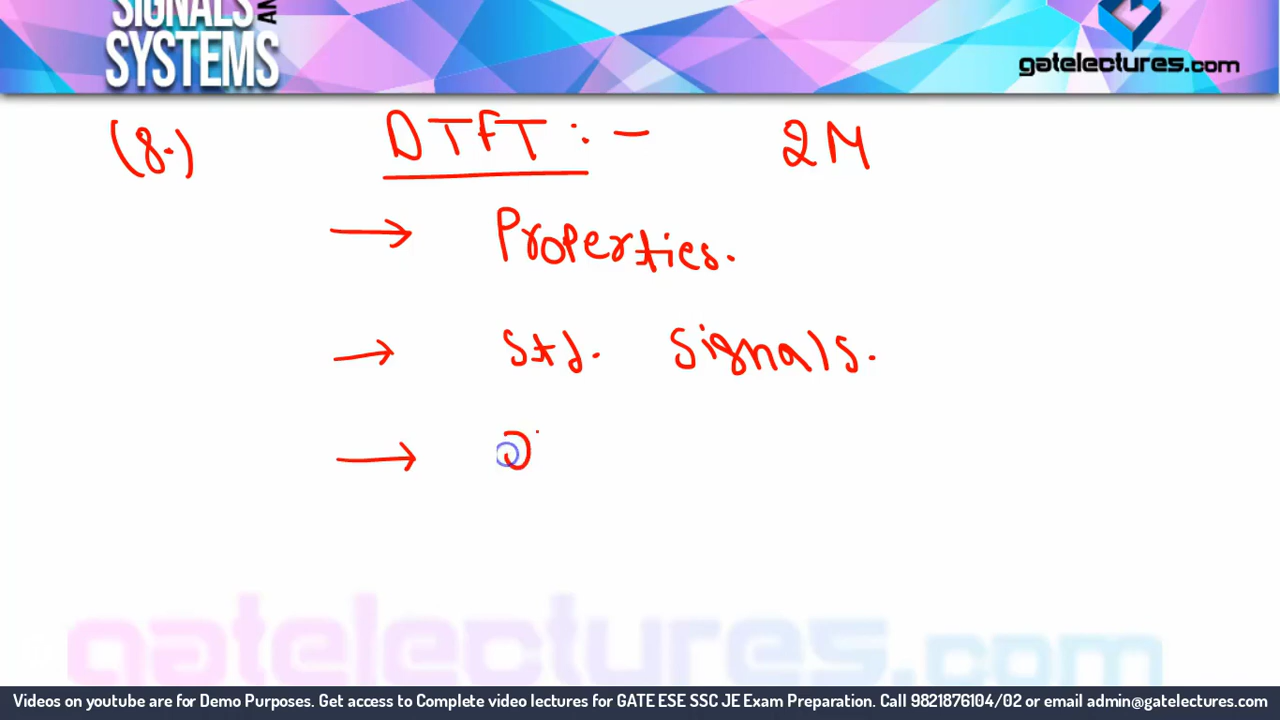 SIGNALS AND
SYSTEMS
gatelectures.com
(8.) DTFT :- 2M
→ Properties.
→ Std. Signals.
→
gatelectures.com
Videos on youtube are for Demo Purposes. Get access to Complete video lectures for GATE ESE SSC JE Exam Preparation. Call 9821876104/02 or email admin@gatelectures.com